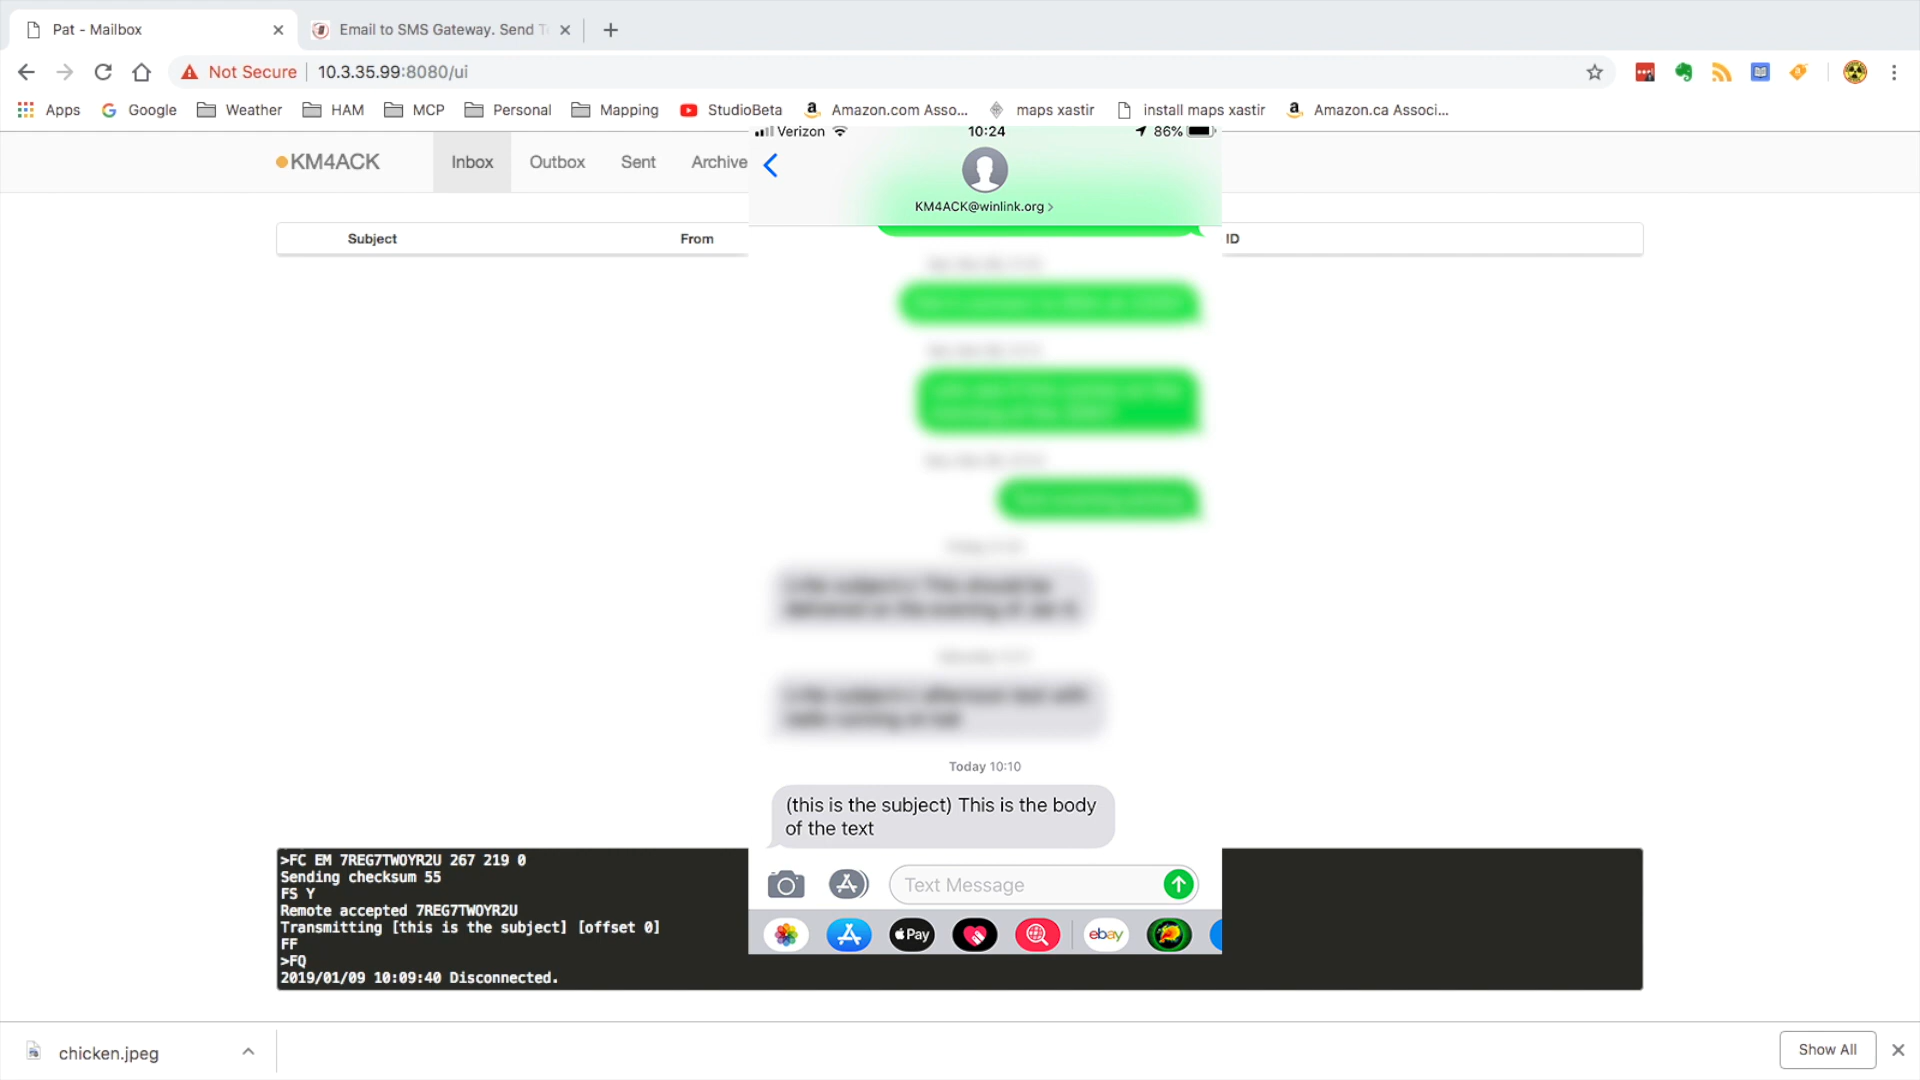 Pat - Mailbox
Email to SMS Gateway. Send T
Not Secure
10.3.35.99:8080/ui
Apps
Google
Weather
HAM
MCP
Personal
Mapping
StudioBeta
Amazon.com Asso...
maps xastir
install maps xastir
Amazon.ca Associ...
KM4ACK
Inbox
Outbox
Sent
Archive
Verizon
10:24
86%
KM4ACK@winlink.org >
Subject
From
ID
Today 10:10
(this is the subject) This is the body
of the text
Text Message
Pay
ebay
>FC EM 7REG7TWOYR2U 267 219 0
Sending checksum 55
FS Y
Remote accepted 7REG7TWOYR2U
Transmitting [this is the subject] [offset 0]
FF
>FQ
2019/01/09 10:09:40 Disconnected.
chicken.jpeg
Show All